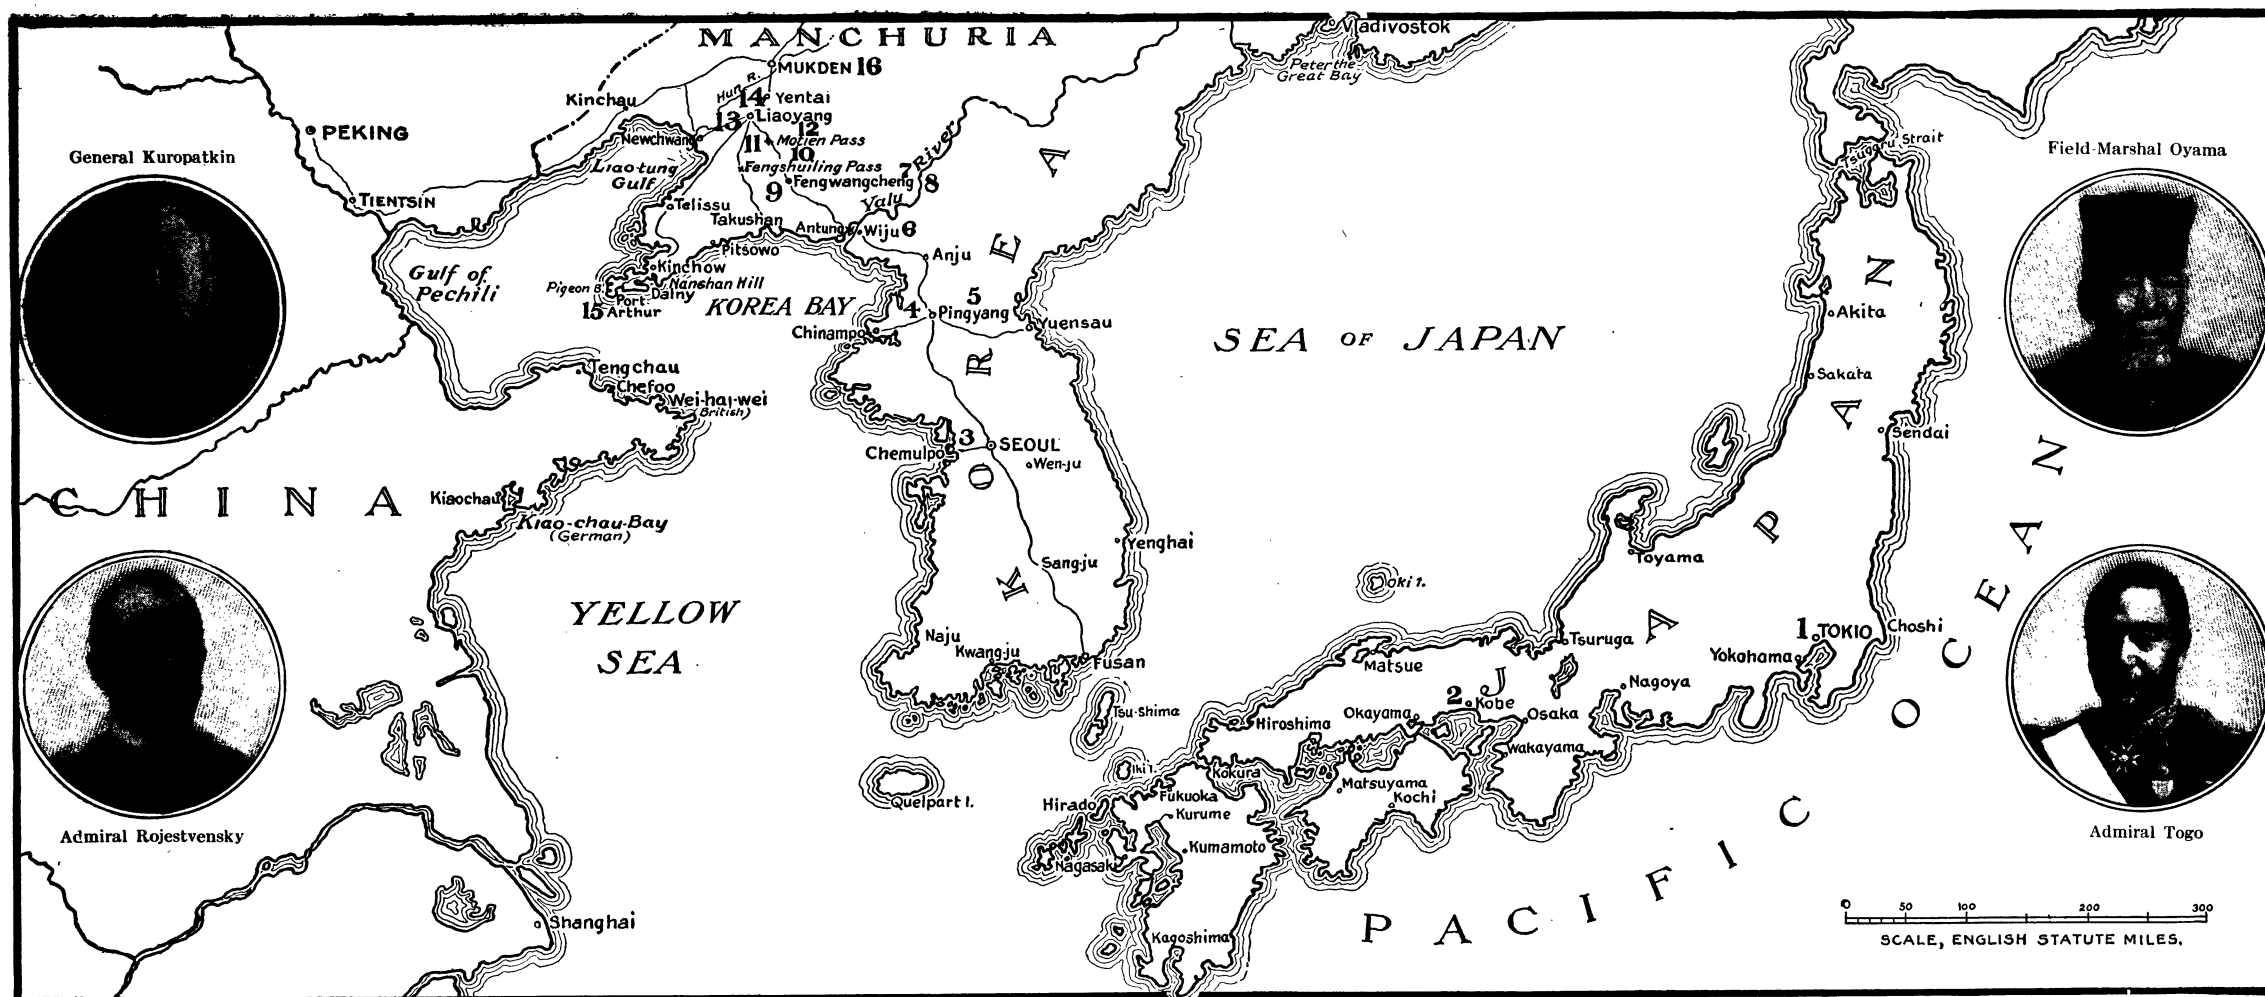 MANCHURIA
Vladivostok
Peter the
Great Bay
MUKDEN 16
Hun R.
Kinchau
14 Yentai
13 Liaoyang
12
PEKING
Newchwang
11 Motien Pass
10
Tsugaru Strait
General Kuropatkin
Field-Marshal Oyama
Liao-tung
Gulf
Fengshuiling Pass
7 River
9 Fengwangcheng
8
Yalu
TIENTSIN
Telissu
Takushan
Antung
Wiju 6
Pitsowo
Anju
Kinchow
Gulf of
Pechili
Pigeon B.
Nanshan Hill
Dalny
Port
15 Arthur
KOREA BAY
4
5
Pingyang
Chinampo
Yuensau
Akita
SEA OF JAPAN
Tengchau
Chefoo
Wei-hai-wei
(British)
Sakata
Sendai
3
SEOUL
Chemulpo
Wen-ju
KOREA
CHINA
Kiaochau
Kiao-chau-Bay
(German)
Yenghai
Toyama
Sang-ju
Oki I.
YELLOW
SEA
JAPAN
Naju
Kwang-ju
Fusan
Matsue
Tsuruga
1 TOKIO
Choshi
Yokohama
Nagoya
2 Kobe
Tsu-shima
Hiroshima
Okayama
Osaka
Wakayama
Iki I.
Kokura
Quelpart I.
Hirado
Fukuoka
Matsuyama
Kochi
Kurume
Kumamoto
Nagasaki
Admiral Rojestvensky
Admiral Togo
Shanghai
Kagoshima
PACIFIC OCEAN
0 50 100 200 300
SCALE, ENGLISH STATUTE MILES.